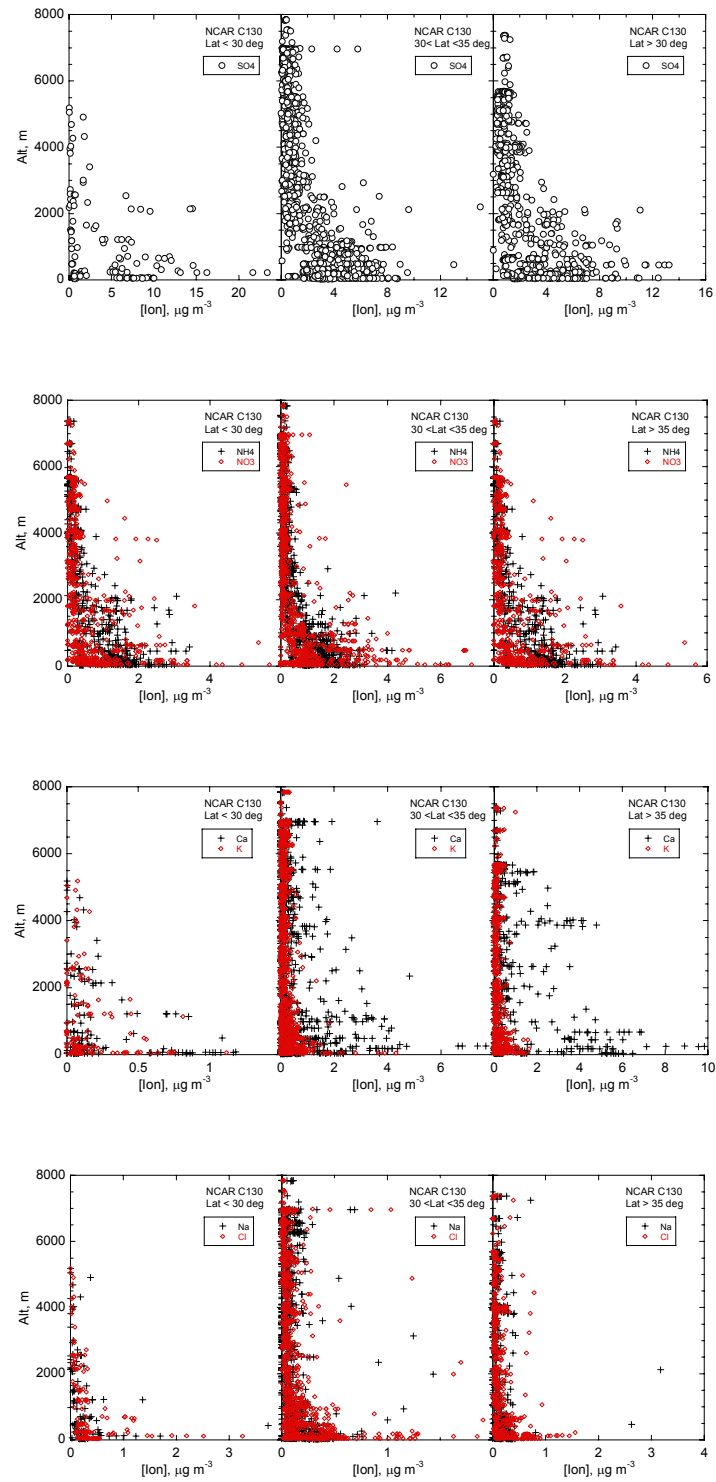 8000
6000
4000
2000
0
Alt, m
NCAR C130
Lat < 30 deg
SO4
0 5 10 15 20
[Ion], μg m-3
NCAR C130
30< Lat <35 deg
SO4
0 4 8 12
[Ion], μg m-3
NCAR C130
Lat > 30 deg
SO4
0 4 8 12 16
[Ion], μg m-3
8000
6000
4000
2000
0
Alt, m
NCAR C130
Lat < 30 deg
NH4
NO3
0 2 4
[Ion], μg m-3
NCAR C130
30 <Lat <35 deg
NH4
NO3
0 2 4 6
[Ion], μg m-3
NCAR C130
Lat > 35 deg
NH4
NO3
0 2 4 6
[Ion], μg m-3
8000
6000
4000
2000
0
Alt, m
NCAR C130
Lat < 30 deg
Ca
K
0 0.5 1
[Ion], μg m-3
NCAR C130
30 <Lat <35 deg
Ca
K
0 2 4 6
[Ion], μg m-3
NCAR C130
Lat > 35 deg
Ca
K
0 2 4 6 8 10
[Ion], μg m-3
8000
6000
4000
2000
0
Alt, m
NCAR C130
Lat < 30 deg
Na
Cl
0 1 2 3
[Ion], μg m-3
NCAR C130
30 <Lat <35 deg
Na
Cl
0 1 2 3
[Ion], μg m-3
NCAR C130
Lat > 35 deg
Na
Cl
0 1 2 3 4
[Ion], μg m-3